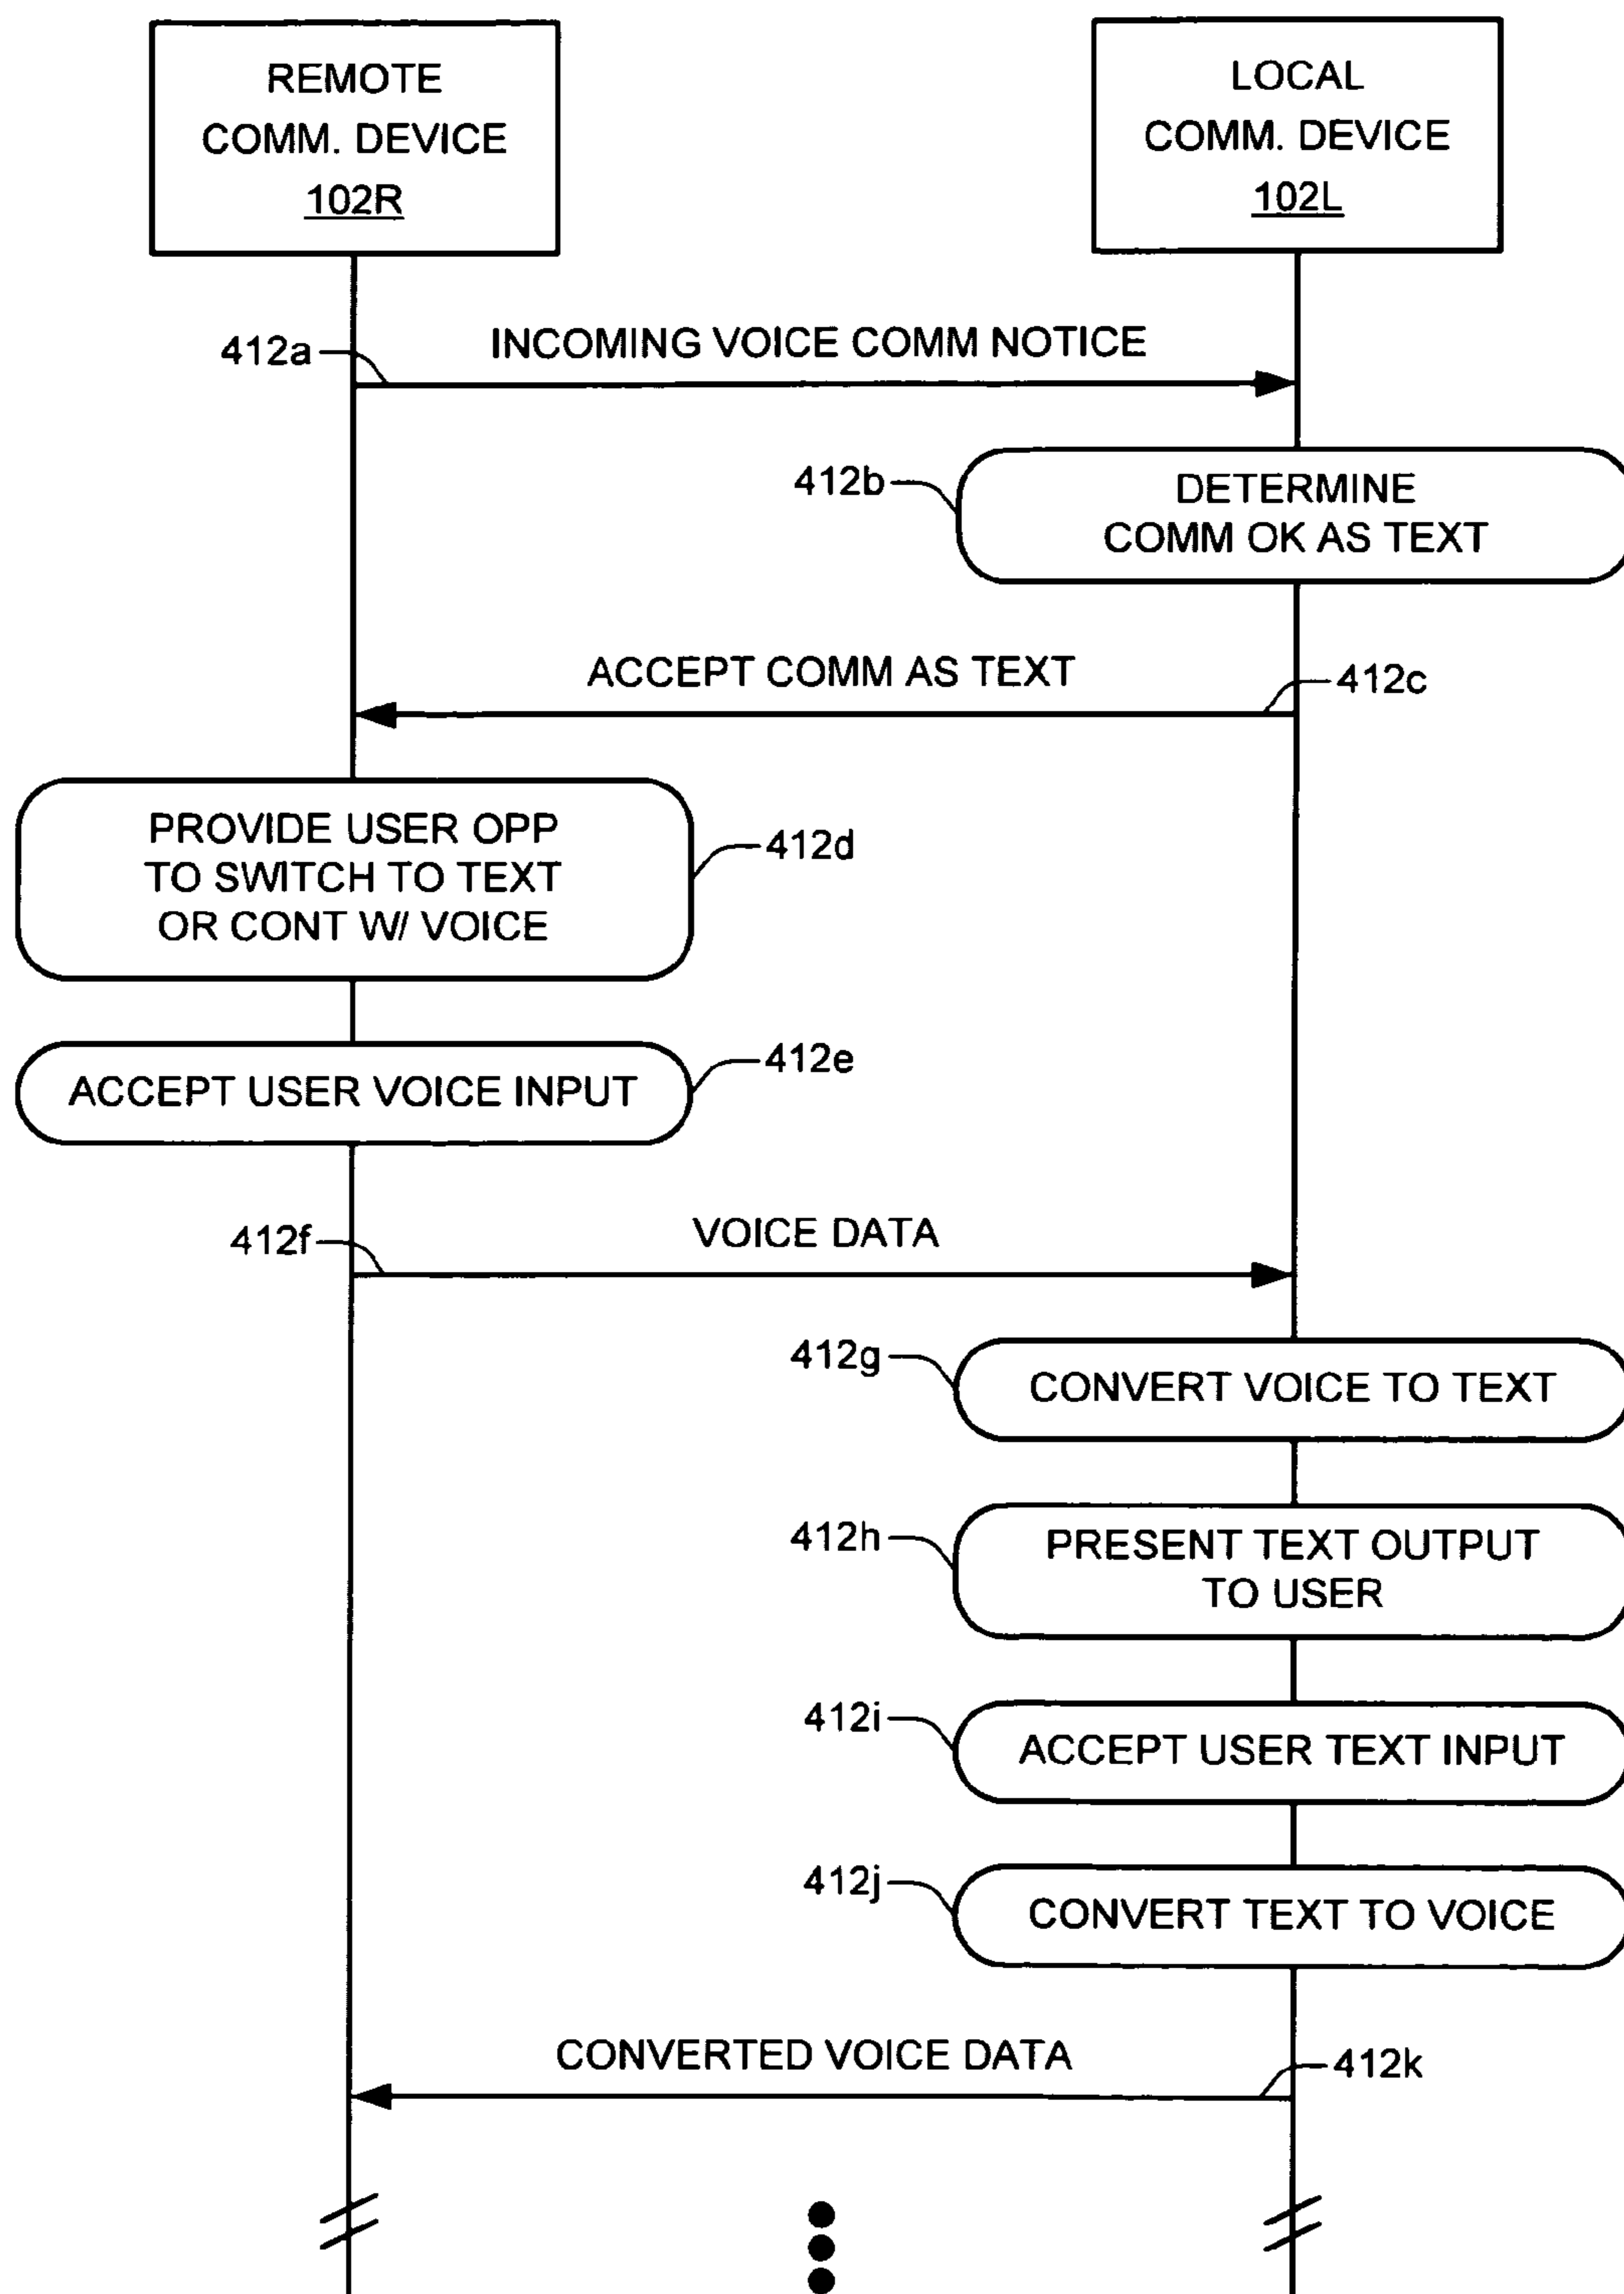 REMOTE
COMM. DEVICE
102R
LOCAL
COMM. DEVICE
102L
412a
INCOMING VOICE COMM NOTICE
412b
DETERMINE
COMM OK AS TEXT
ACCEPT COMM AS TEXT
412c
PROVIDE USER OPP
TO SWITCH TO TEXT
OR CONT W/ VOICE
412d
ACCEPT USER VOICE INPUT
412e
412f
VOICE DATA
412g
CONVERT VOICE TO TEXT
412h
PRESENT TEXT OUTPUT
TO USER
412i
ACCEPT USER TEXT INPUT
412j
CONVERT TEXT TO VOICE
CONVERTED VOICE DATA
412k